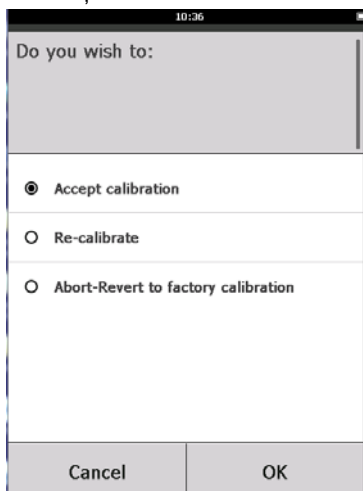 10:36
Do you wish to:
Accept calibration
Re-calibrate
Abort-Revert to factory calibration
Cancel
OK